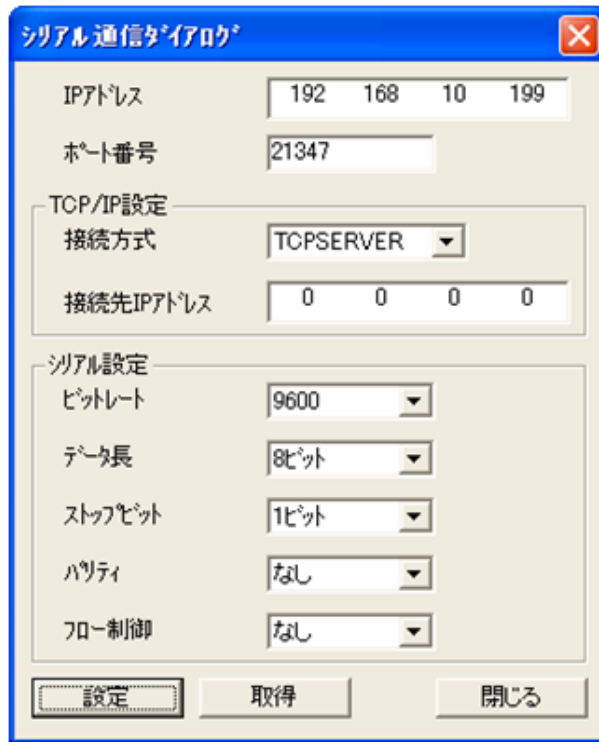 シリアル通信ダイアログ
IPアドレス 192 168 10 199
ポート番号 21347
TCP/IP設定
接続方式 TCPSERVER
接続先IPアドレス 0 0 0 0
シリアル設定
ビットレート 9600
データ長 8ビット
ストップビット 1ビット
パリティ なし
フロー制御 なし
設定 取得 閉じる